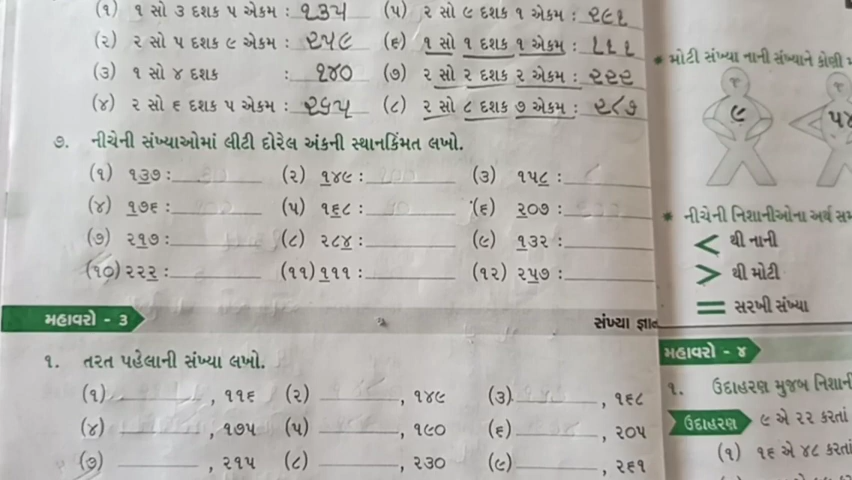 (૧) ૧ સો ૩ દશક ૫ એકમ : ૧૩૫ (૫) ૨ સો ૯ દશક ૧ એકમ : ૨૯૧
(૨) ૨ સો ૫ દશક ૯ એકમ : ૨૫૯ (૬) ૧ સો ૧ દશક ૧ એકમ : ૧૧૧
(૩) ૧ સો ૪ દશક : ૧૪૦ (૭) ૨ સો ૨ દશક ૨ એકમ : ૨૨૨
(૪) ૨ સો ૬ દશક ૫ એકમ : ૨૬૫ (૮) ૨ સો ૮ દશક ૭ એકમ : ૨૮૭
૭. નીચેની સંખ્યાઓમાં લીટી દોરેલ અંકની સ્થાનકિંમત લખો.
(૧) ૧૩૭ : (૨) ૧૪૯ : (૩) ૧૫૮ :
(૪) ૧૭૬ : (૫) ૧૬૮ : (૬) ૨૦૭ :
(૭) ૨૧૭ : (૮) ૨૮૪ : (૯) ૧૩૨ :
(૧૦) ૨૨૨ : (૧૧) ૧૧૧ : (૧૨) ૨૫૭ :
મહાવરો - ૩
સંખ્યા જ્ઞાન
૧. તરત પહેલાની સંખ્યા લખો.
(૧) , ૧૧૬ (૨) , ૧૪૯ (૩) , ૧૬૮
(૪) , ૧૭૫ (૫) , ૧૯૦ (૬) , ૨૦૫
(૭) , ૨૧૫ (૮) , ૨૩૦ (૯) , ૨૬૧
* મોટી સંખ્યા નાની સંખ્યાને કોણી
૯ ૫૪
* નીચેની નિશાનીઓના અર્થ સમ
< થી નાની
> થી મોટી
= સરખી સંખ્યા
મહાવરો - ૪
૧. ઉદાહરણ મુજબ નિશાની
ઉદાહરણ ૯ એ ૨૨ કરતાં
(૧) ૧૬ એ ૪૮ કરતાં